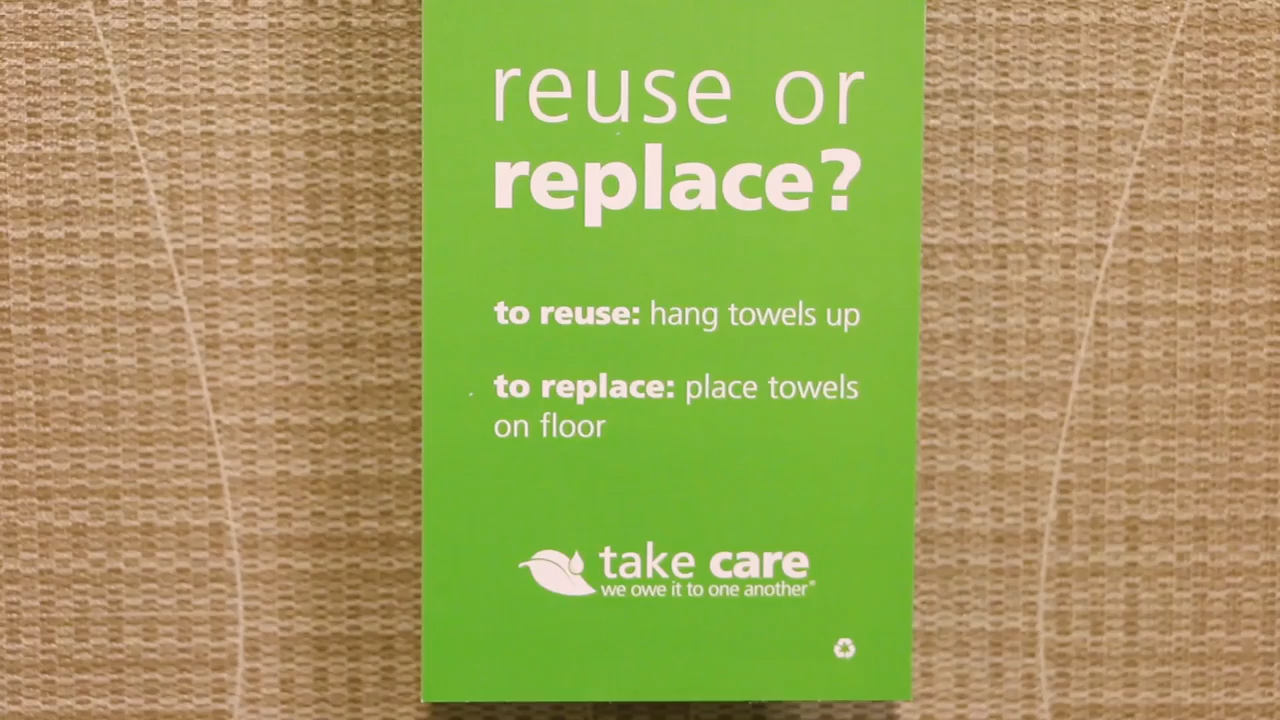 reuse or
replace?
to reuse: hang towels up
to replace: place towels
on floor
take care
we owe it to one another®